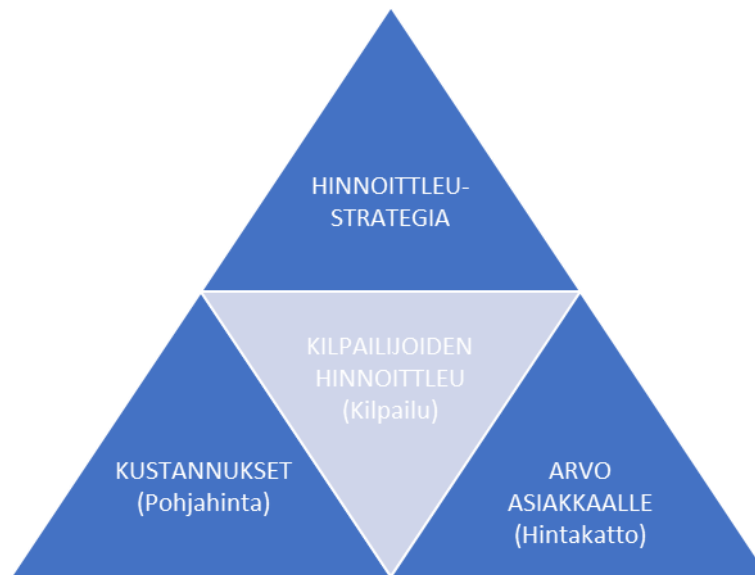 HINNOITTLEU-
STRATEGIA
KILPAILIJOIDEN
HINNOITTLEU
(Kilpailu)
KUSTANNUKSET
(Pohjahinta)
ARVO
ASIAKKAALLE
(Hintakatto)